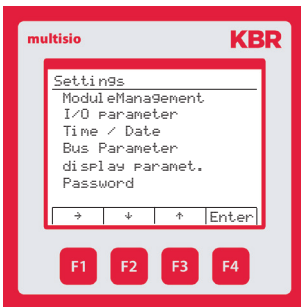 multisio KBR
Settings
ModuleManagement
I/O parameter
Time / Date
Bus Parameter
display paramet.
Password
→ ↓ ↑ Enter
F1 F2 F3 F4